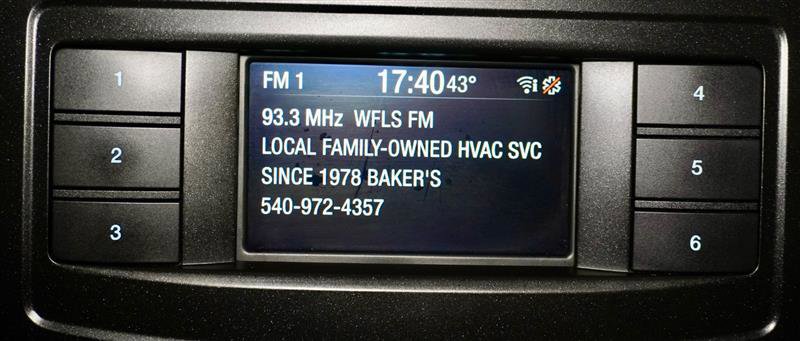 1
2
3
FM 1 17:40 43° i
93.3 MHz WFLS FM
LOCAL FAMILY-OWNED HVAC SVC
SINCE 1978 BAKER'S
540-972-4357
4
5
6